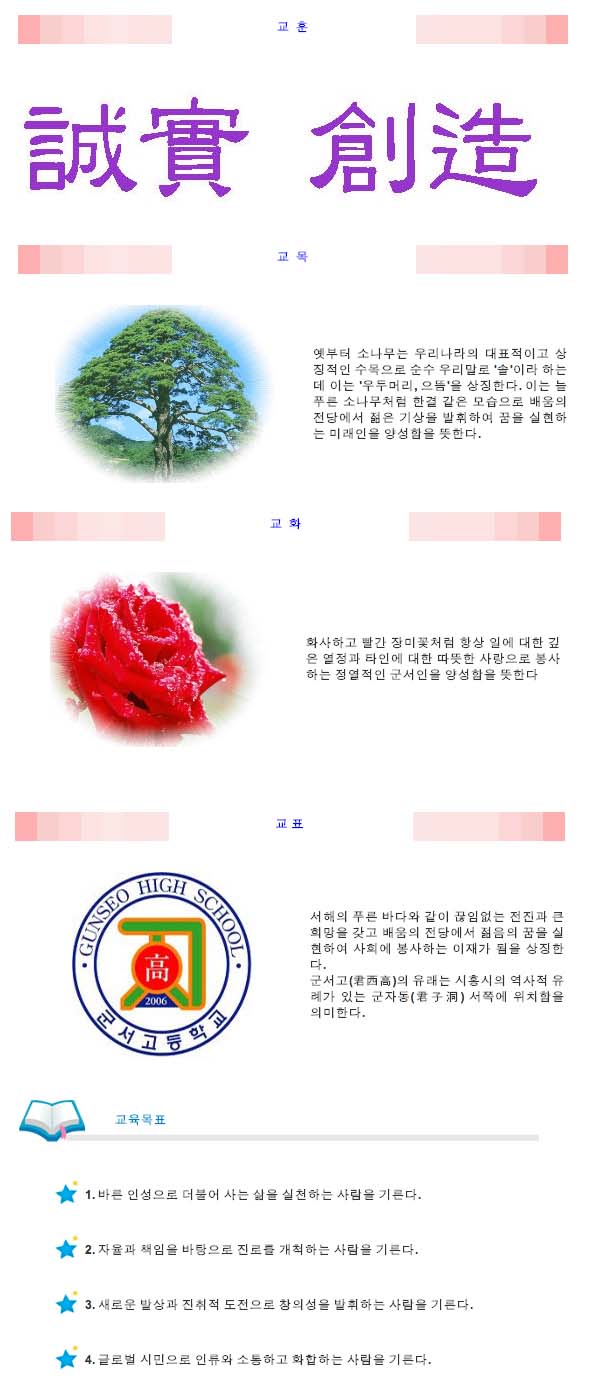 교 훈
誠實 創造
교 목
옛부터 소나무는 우리나라의 대표적이고 상
징적인 수목으로 순수 우리말로 '솔'이라 하는
데 이는 '우두머리, 으뜸'을 상징한다. 이는 늘
푸른 소나무처럼 한결 같은 모습으로 배움의
전당에서 젊은 기상을 발휘하여 꿈을 실현하
는 미래인을 양성함을 뜻한다.
교 화
화사하고 빨간 장미꽃처럼 항상 일에 대한 깊
은 열정과 타인에 대한 따뜻한 사랑으로 봉사
하는 정열적인 군서인을 양성함을 뜻한다
교 표
GUNSEO HIGH SCHOOL
高
2006
군서고등학교
서해의 푸른 바다와 같이 끊임없는 전진과 큰
희망을 갖고 배움의 전당에서 젊음의 꿈을 실
현하여 사회에 봉사하는 이재가 됨을 상징한
다.
군서고(君西高)의 유래는 시흥시의 역사적 유
례가 있는 군자동(君子洞) 서쪽에 위치함을
의미한다.
교육목표
1. 바른 인성으로 더불어 사는 삶을 실천하는 사람을 기른다.
2. 자율과 책임을 바탕으로 진로를 개척하는 사람을 기른다.
3. 새로운 발상과 진취적 도전으로 창의성을 발휘하는 사람을 기른다.
4. 글로벌 시민으로 인류와 소통하고 화합하는 사람을 기른다.